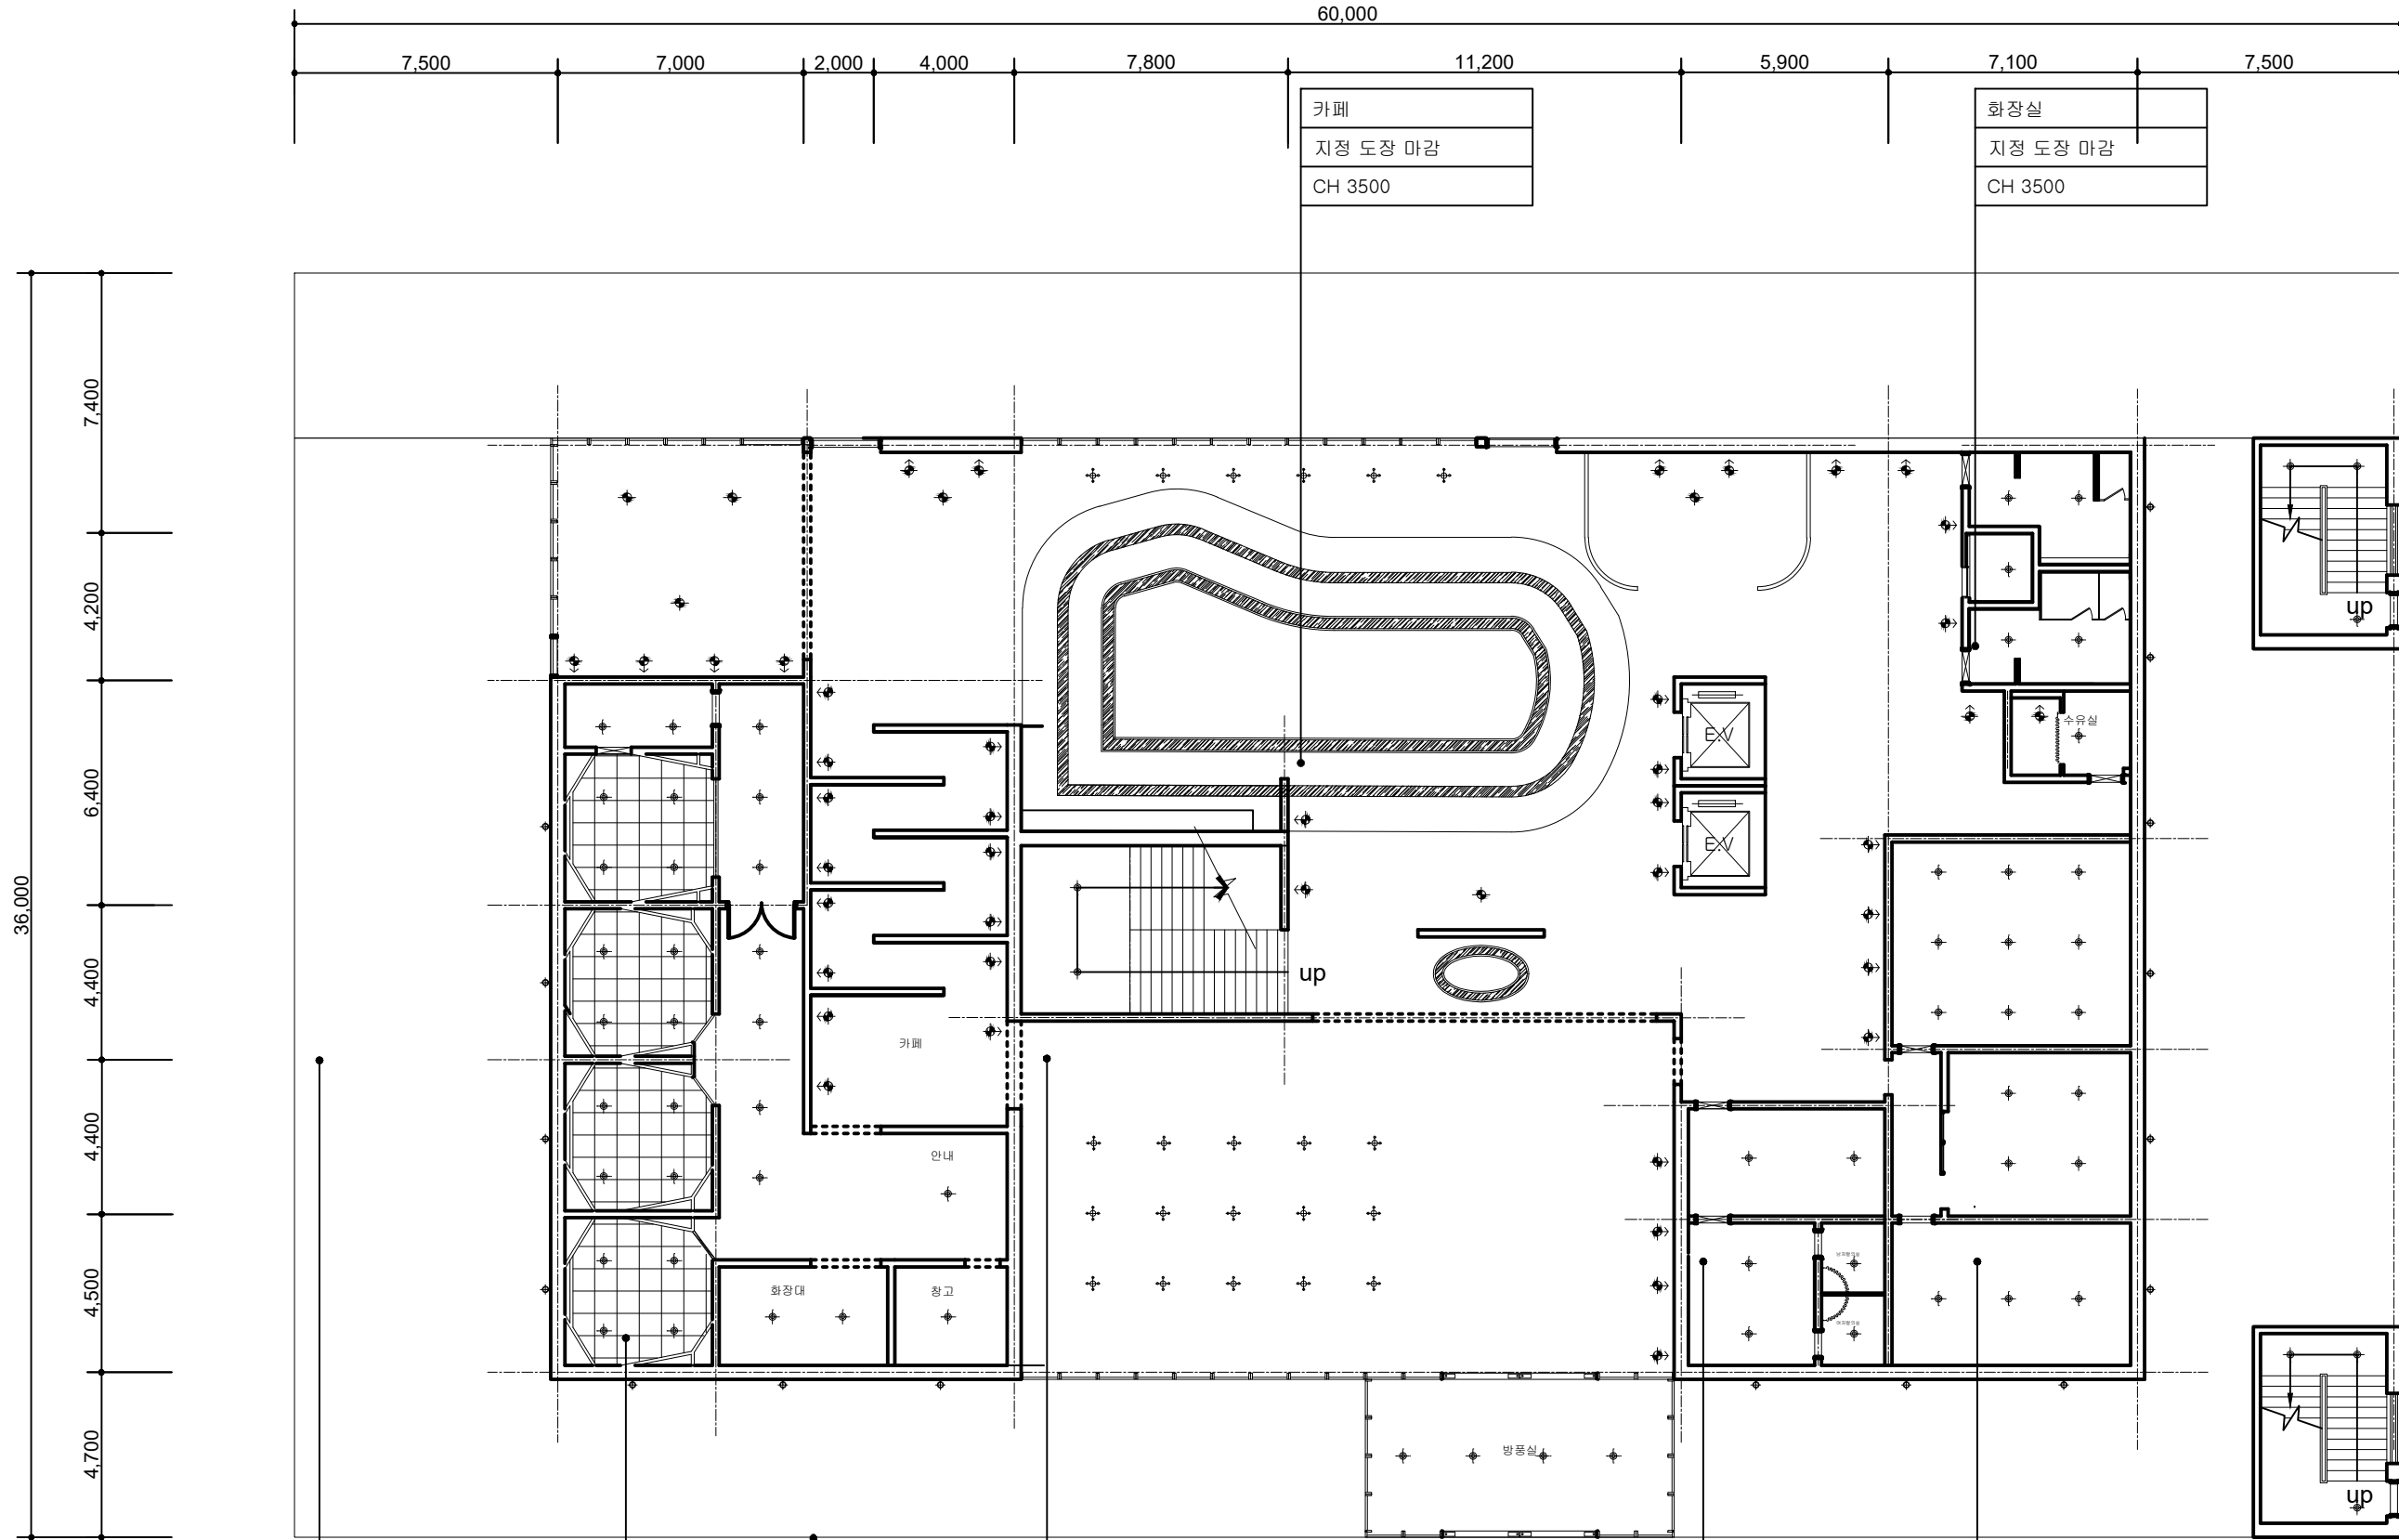 60,000
7,500 7,000 2,000 4,000 7,800 11,200 5,900 7,100 7,500
카페
지정 도장 마감
CH 3500
화장실
지정 도장 마감
CH 3500
36,000
7,400
4,200
6,400
4,400
4,400
4,500
4,700
up
수유실
E.V
E.V
up
카페
안내
화장대
창고
방풍실
up